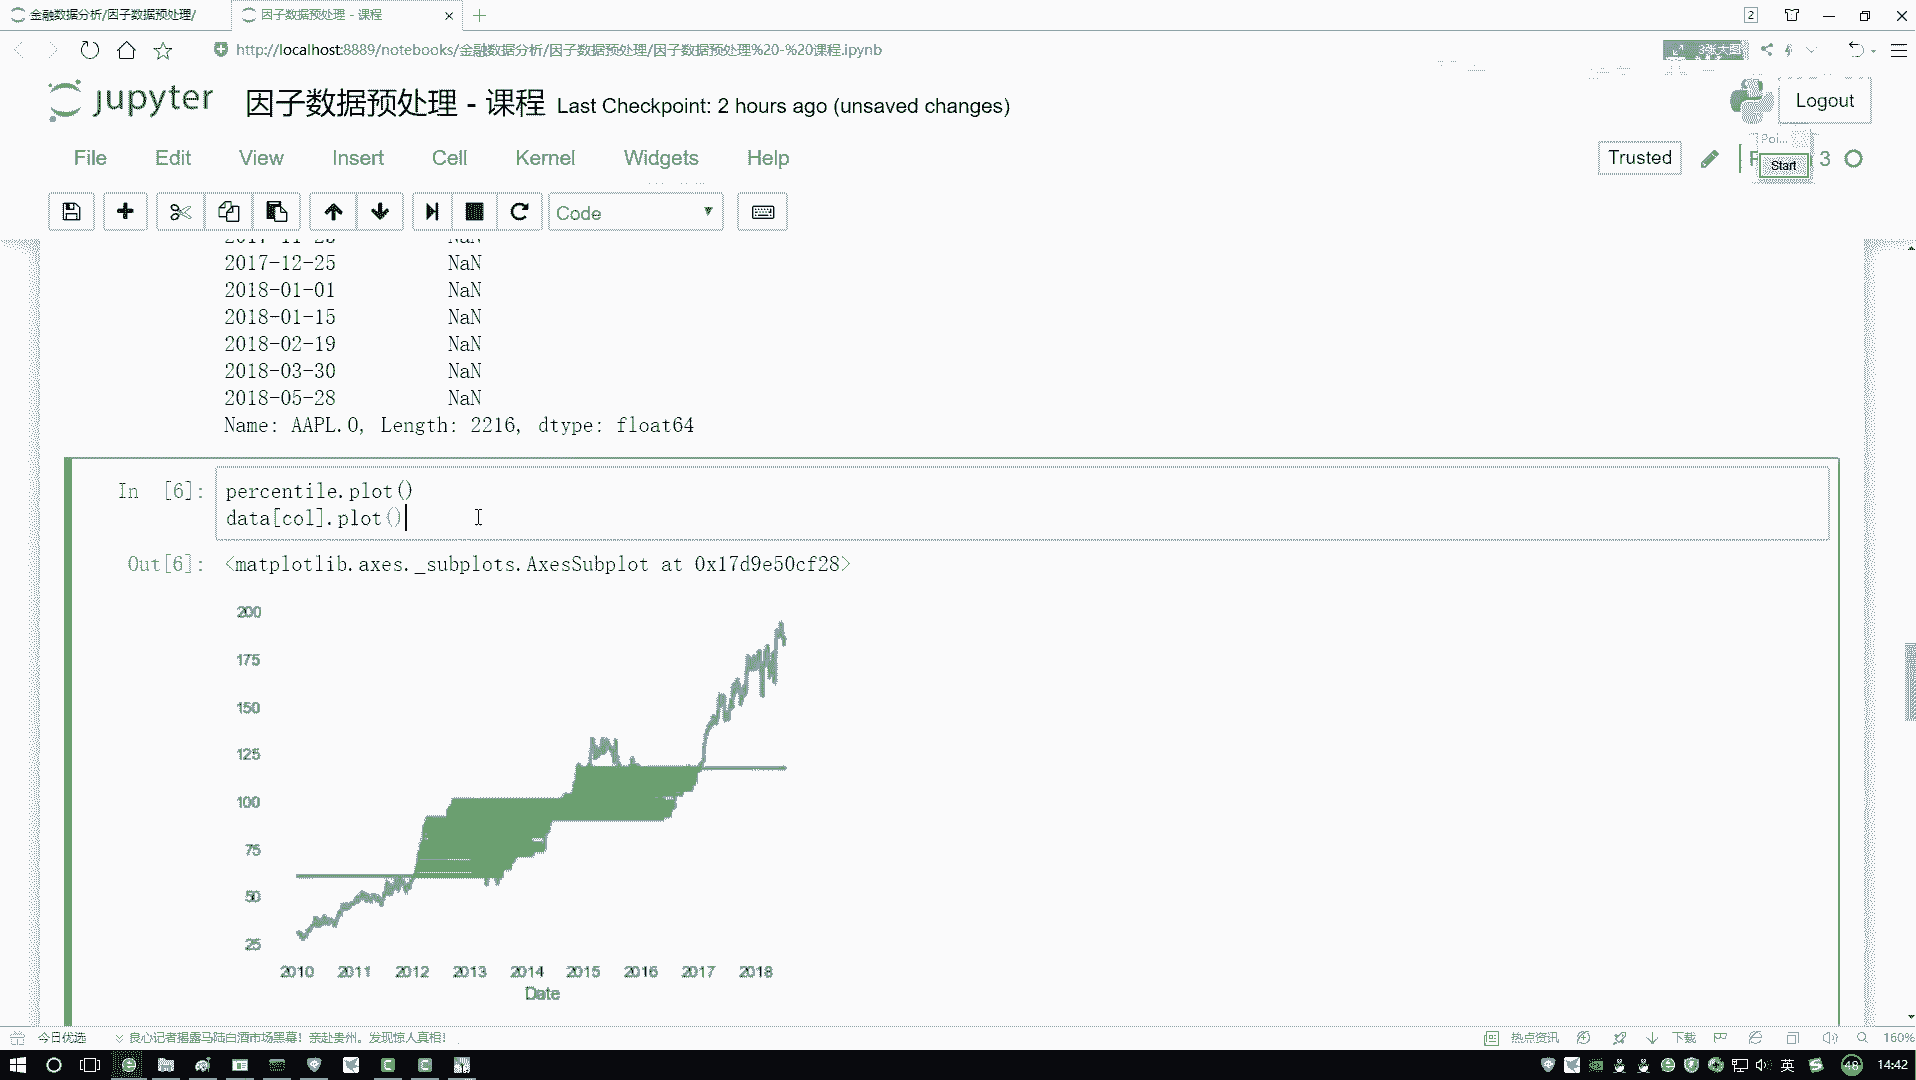 金融数据分析/因子数据预处理/
因子数据预处理 - 课程
2
http://localhost:8889/notebooks/金融数据分析/因子数据预处理/因子数据预处理%20-%20课程.ipynb
3张大图
jupyter
因子数据预处理 - 课程
Last Checkpoint: 2 hours ago (unsaved changes)
Logout
File Edit View Insert Cell Kernel Widgets Help
Trusted
3
Poi...
Start
Code
2017-12-25 NaN
2018-01-01 NaN
2018-01-15 NaN
2018-02-19 NaN
2018-03-30 NaN
2018-05-28 NaN
Name: AAPL.O, Length: 2216, dtype: float64
In [6]: percentile.plot()
data[col].plot()
Out[6]: <matplotlib.axes._subplots.AxesSubplot at 0x17d9e50cf28>
200
175
150
125
100
75
50
25
2010 2011 2012 2013 2014 2015 2016 2017 2018
Date
今日优选
良心记者揭露马陆白酒市场黑幕！亲赴贵州。发现惊人真相！
热点资讯
下载
160%
英
48
14:42